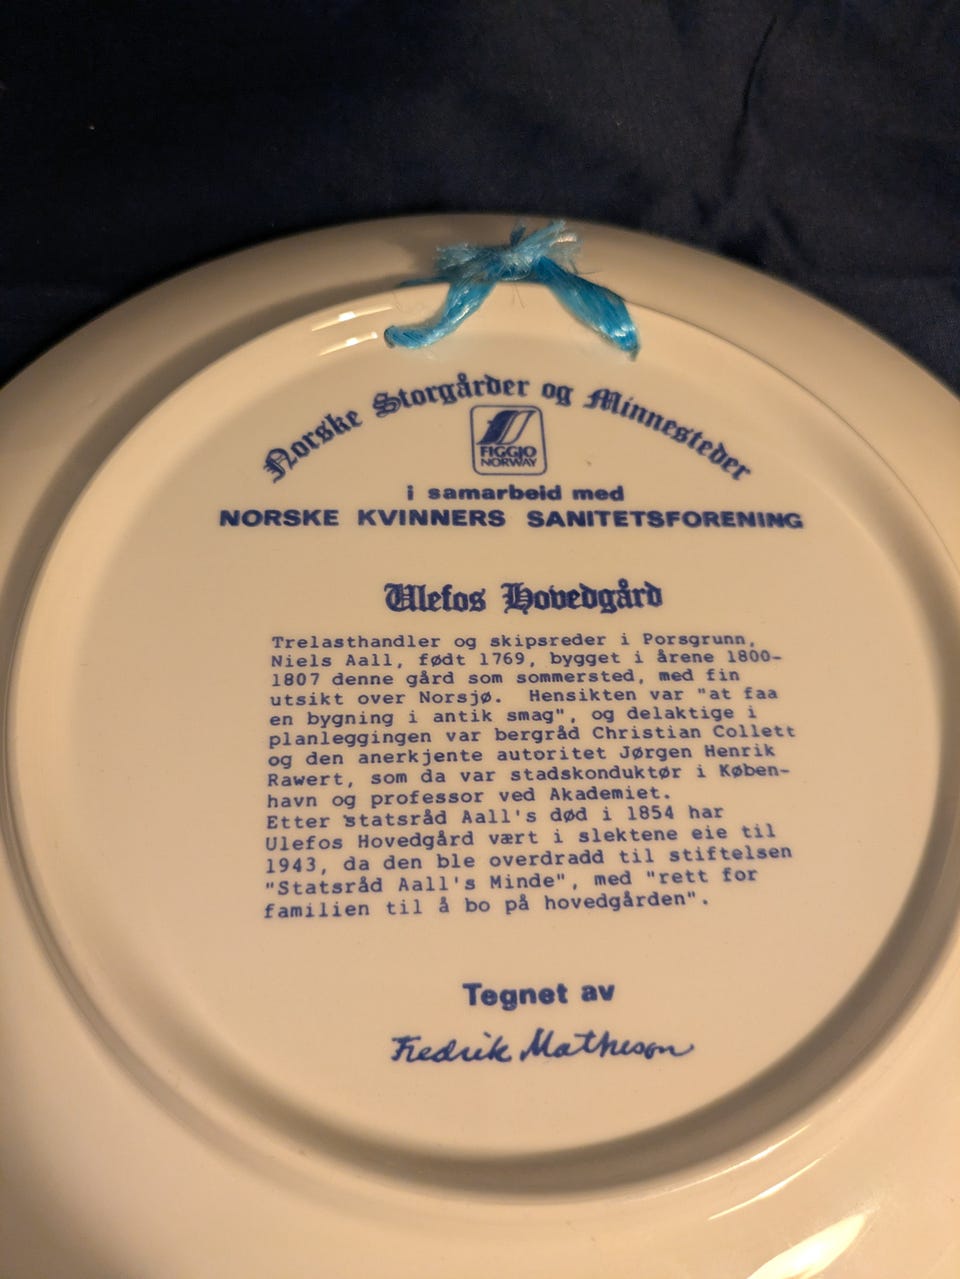 Norske Storgårder og Minnesteder
FIGGJO
NORWAY
i samarbeid med
NORSKE KVINNERS SANITETSFORENING
Ulefos Hovedgård
Trelasthandler og skipsreder i Porsgrunn,
Niels Aall, født 1769, bygget i årene 1800-
1807 denne gård som sommersted, med fin
utsikt over Norsjø. Hensikten var "at faa
en bygning i antik smag", og delaktige i
planleggingen var bergråd Christian Collett
og den anerkjente autoritet Jørgen Henrik
Rawert, som da var stadskonduktør i Køben-
havn og professor ved Akademiet.
Etter statsråd Aall's død i 1854 har
Ulefos Hovedgård vært i slektene eie til
1943, da den ble overdradd til stiftelsen
"Statsråd Aall's Minde", med "rett for
familien til å bo på hovedgården".
Tegnet av
Fredrik Matheson